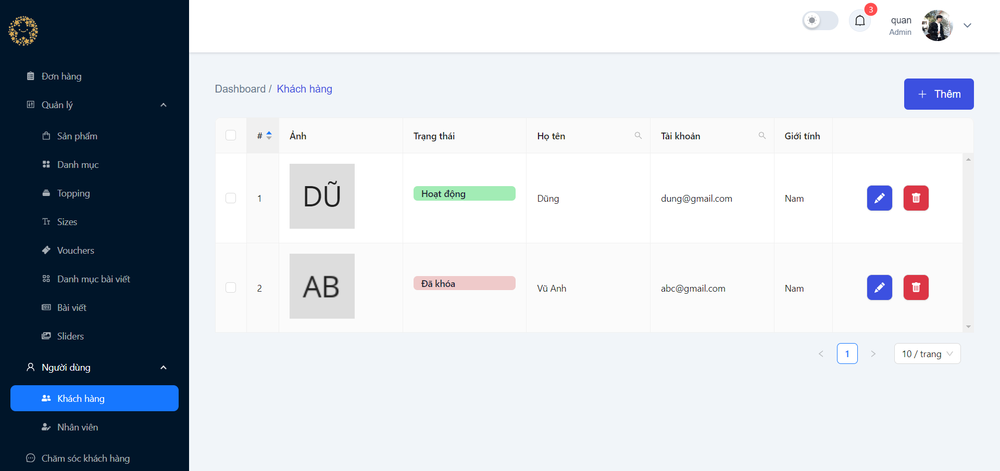 3
quan
Admin
Đơn hàng
Quản lý
Sản phẩm
Danh mục
Topping
Sizes
Vouchers
Danh mục bài viết
Bài viết
Sliders
Người dùng
Khách hàng
Nhân viên
Chăm sóc khách hàng
Dashboard / Khách hàng
+ Thêm
# Ảnh Trạng thái Họ tên Tài khoản Giới tính
1 DŨ Hoạt động Dũng dung@gmail.com Nam
2 AB Đã khóa Vũ Anh abc@gmail.com Nam
< 1 > 10 / trang